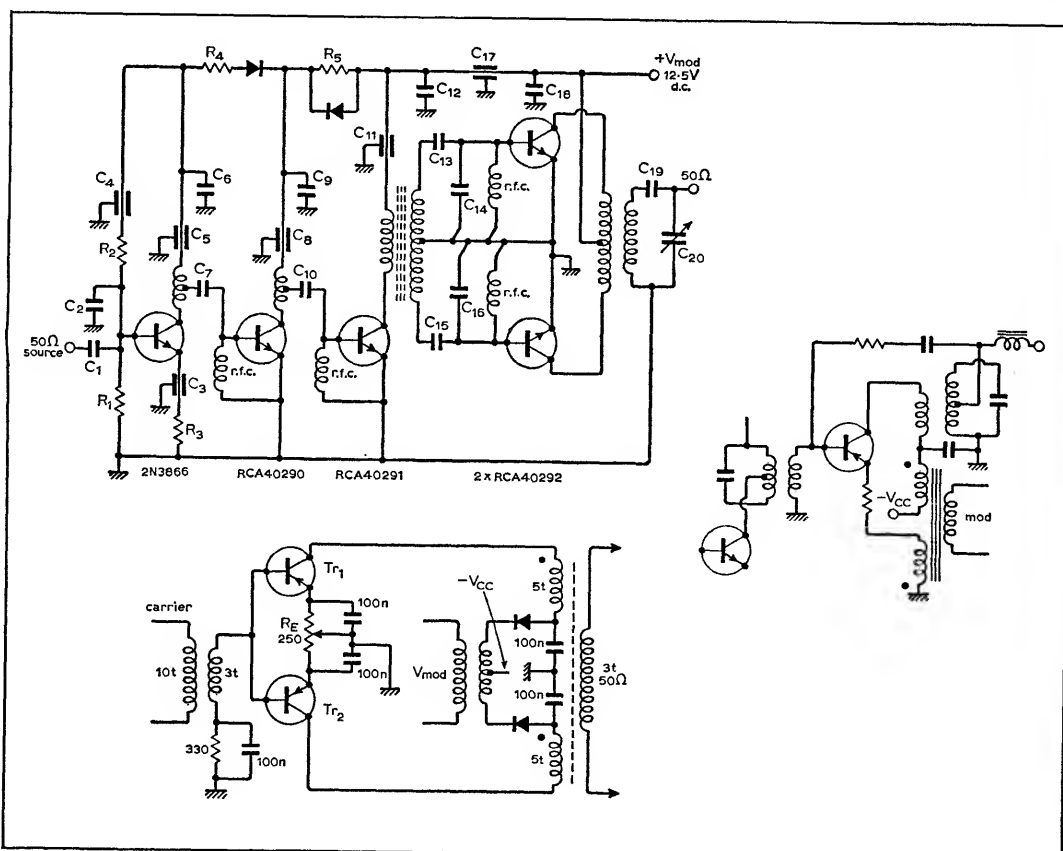 R4
R5
C17
+Vmod
12·5V
d.c.
C12
C18
C11
C4
C6
C9
C13
C19
50Ω
r.f.c.
C14
C5
C8
R2
C7
C10
C20
C2
r.f.c.
C15
C16
50Ω
source
C1
r.f.c.
r.f.c.
C3
R1
R3
2N3866
RCA40290
RCA40291
2 x RCA40292
-VCC
mod
Tr1
-VCC
5t
carrier
100n
RE
250
100n
10t
3t
100n
Vmod
100n
3t
50Ω
Tr2
330
100n
5t